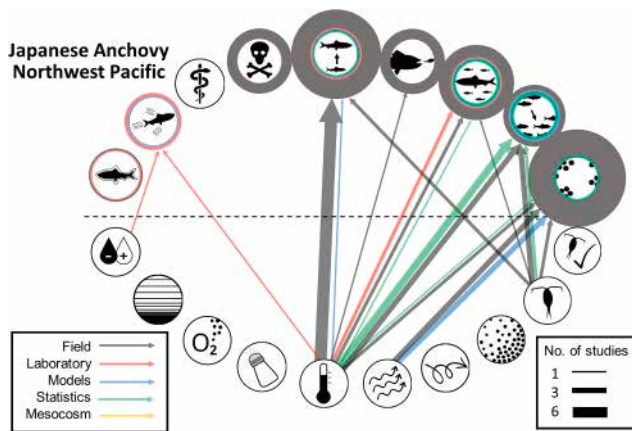 Japanese Anchovy
Northwest Pacific
- +
O2
Field
Laboratory
Models
Statistics
Mesocosm
No. of studies
1
3
6